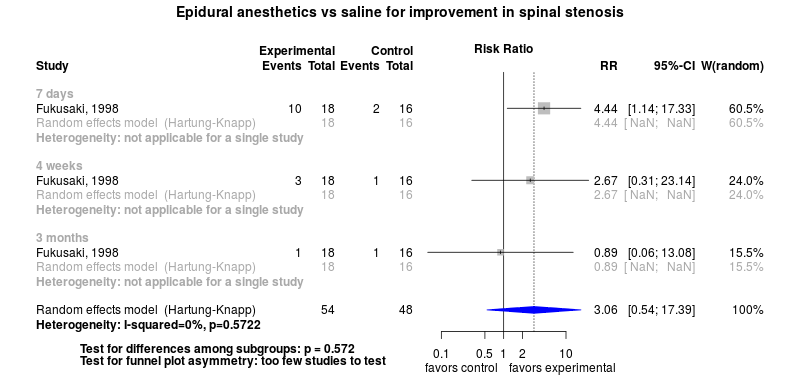 Epidural anesthetics vs saline for improvement in spinal stenosis
Experimental Control Risk Ratio
Study Events Total Events Total RR 95%-CI W(random)
7 days
Fukusaki, 1998 10 18 2 16 4.44 [1.14; 17.33] 60.5%
Random effects model (Hartung-Knapp) 18 16 4.44 [ NaN; NaN] 60.5%
Heterogeneity: not applicable for a single study
4 weeks
Fukusaki, 1998 3 18 1 16 2.67 [0.31; 23.14] 24.0%
Random effects model (Hartung-Knapp) 18 16 2.67 [ NaN; NaN] 24.0%
Heterogeneity: not applicable for a single study
3 months
Fukusaki, 1998 1 18 1 16 0.89 [0.06; 13.08] 15.5%
Random effects model (Hartung-Knapp) 18 16 0.89 [ NaN; NaN] 15.5%
Heterogeneity: not applicable for a single study
Random effects model (Hartung-Knapp) 54 48 3.06 [0.54; 17.39] 100%
Heterogeneity: I-squared=0%, p=0.5722
Test for differences among subgroups: p = 0.572
Test for funnel plot asymmetry: too few studies to test
0.1 0.5 1 2 10
favors control favors experimental